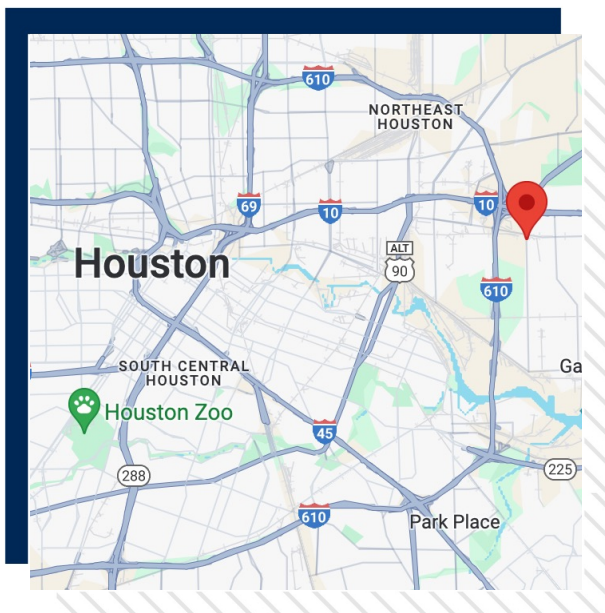 610
NORTHEAST
HOUSTON
69
10
10
Houston
ALT
90
610
Ga
SOUTH CENTRAL
HOUSTON
Houston Zoo
45
288
225
610
Park Place